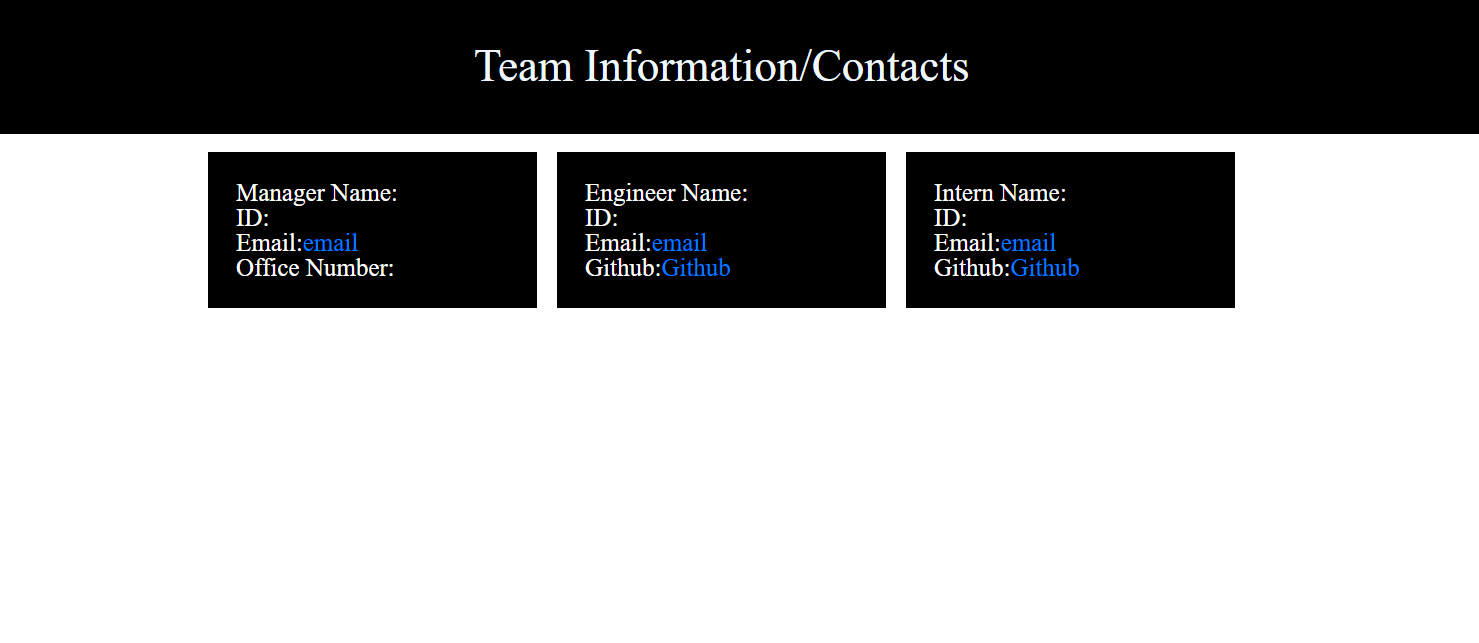 Team Information/Contacts
Manager Name:
ID:
Email:email
Office Number:
Engineer Name:
ID:
Email:email
Github:Github
Intern Name:
ID:
Email:email
Github:Github